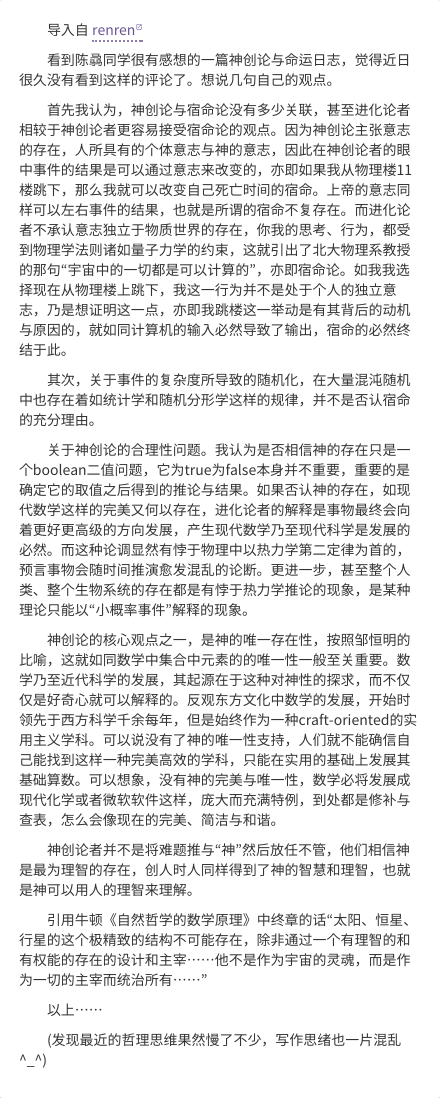 导入自 renren
看到陈骉同学很有感想的一篇神创论与命运日志，觉得近日
很久没有看到这样的评论了。想说几句自己的观点。
首先我认为，神创论与宿命论没有多少关联，甚至进化论者
相较于神创论者更容易接受宿命论的观点。因为神创论主张意志
的存在，人所具有的个体意志与神的意志，因此在神创论者的眼
中事件的结果是可以通过意志来改变的，亦即如果我从物理楼11
楼跳下，那么我就可以改变自己死亡时间的宿命。上帝的意志同
样可以左右事件的结果，也就是所谓的宿命不复存在。而进化论
者不承认意志独立于物质世界的存在，你我的思考、行为，都受
到物理学法则诸如量子力学的约束，这就引出了北大物理系教授
的那句“宇宙中的一切都是可以计算的”，亦即宿命论。如我我选
择现在从物理楼上跳下，我这一行为并不是处于个人的独立意
志，乃是想证明这一点，亦即我跳楼这一举动是有其背后的动机
与原因的，就如同计算机的输入必然导致了输出，宿命的必然终
结于此。
其次，关于事件的复杂度所导致的随机化，在大量混沌随机
中也存在着如统计学和随机分形学这样的规律，并不是否认宿命
的充分理由。
关于神创论的合理性问题。我认为是否相信神的存在只是一
个boolean二值问题，它为true为false本身并不重要，重要的是
确定它的取值之后得到的推论与结果。如果否认神的存在，如现
代数学这样的完美又何以存在，进化论者的解释是事物最终会向
着更好更高级的方向发展，产生现代数学乃至现代科学是发展的
必然。而这种论调显然有悖于物理中以热力学第二定律为首的，
预言事物会随时间推演愈发混乱的论断。更进一步，甚至整个人
类、整个生物系统的存在都是有悖于热力学推论的现象，是某种
理论只能以“小概率事件”解释的现象。
神创论的核心观点之一，是神的唯一存在性，按照邹恒明的
比喻，这就如同数学中集合中元素的的唯一性一般至关重要。数
学乃至近代科学的发展，其起源在于这种对神性的探求，而不仅
仅是好奇心就可以解释的。反观东方文化中数学的发展，开始时
领先于西方科学千余每年，但是始终作为一种craft-oriented的实
用主义学科。可以说没有了神的唯一性支持，人们就不能确信自
己能找到这样一种完美高效的学科，只能在实用的基础上发展其
基础算数。可以想象，没有神的完美与唯一性，数学必将发展成
现代化学或者微软软件这样，庞大而充满特例，到处都是修补与
查表，怎么会像现在的完美、简洁与和谐。
神创论者并不是将难题推与“神”然后放任不管，他们相信神
是最为理智的存在，创人时人同样得到了神的智慧和理智，也就
是神可以用人的理智来理解。
引用牛顿《自然哲学的数学原理》中终章的话“太阳、恒星、
行星的这个极精致的结构不可能存在，除非通过一个有理智的和
有权能的存在的设计和主宰……他不是作为宇宙的灵魂，而是作
为一切的主宰而统治所有……”
以上……
(发现最近的哲理思维果然慢了不少，写作思绪也一片混乱
^_^)